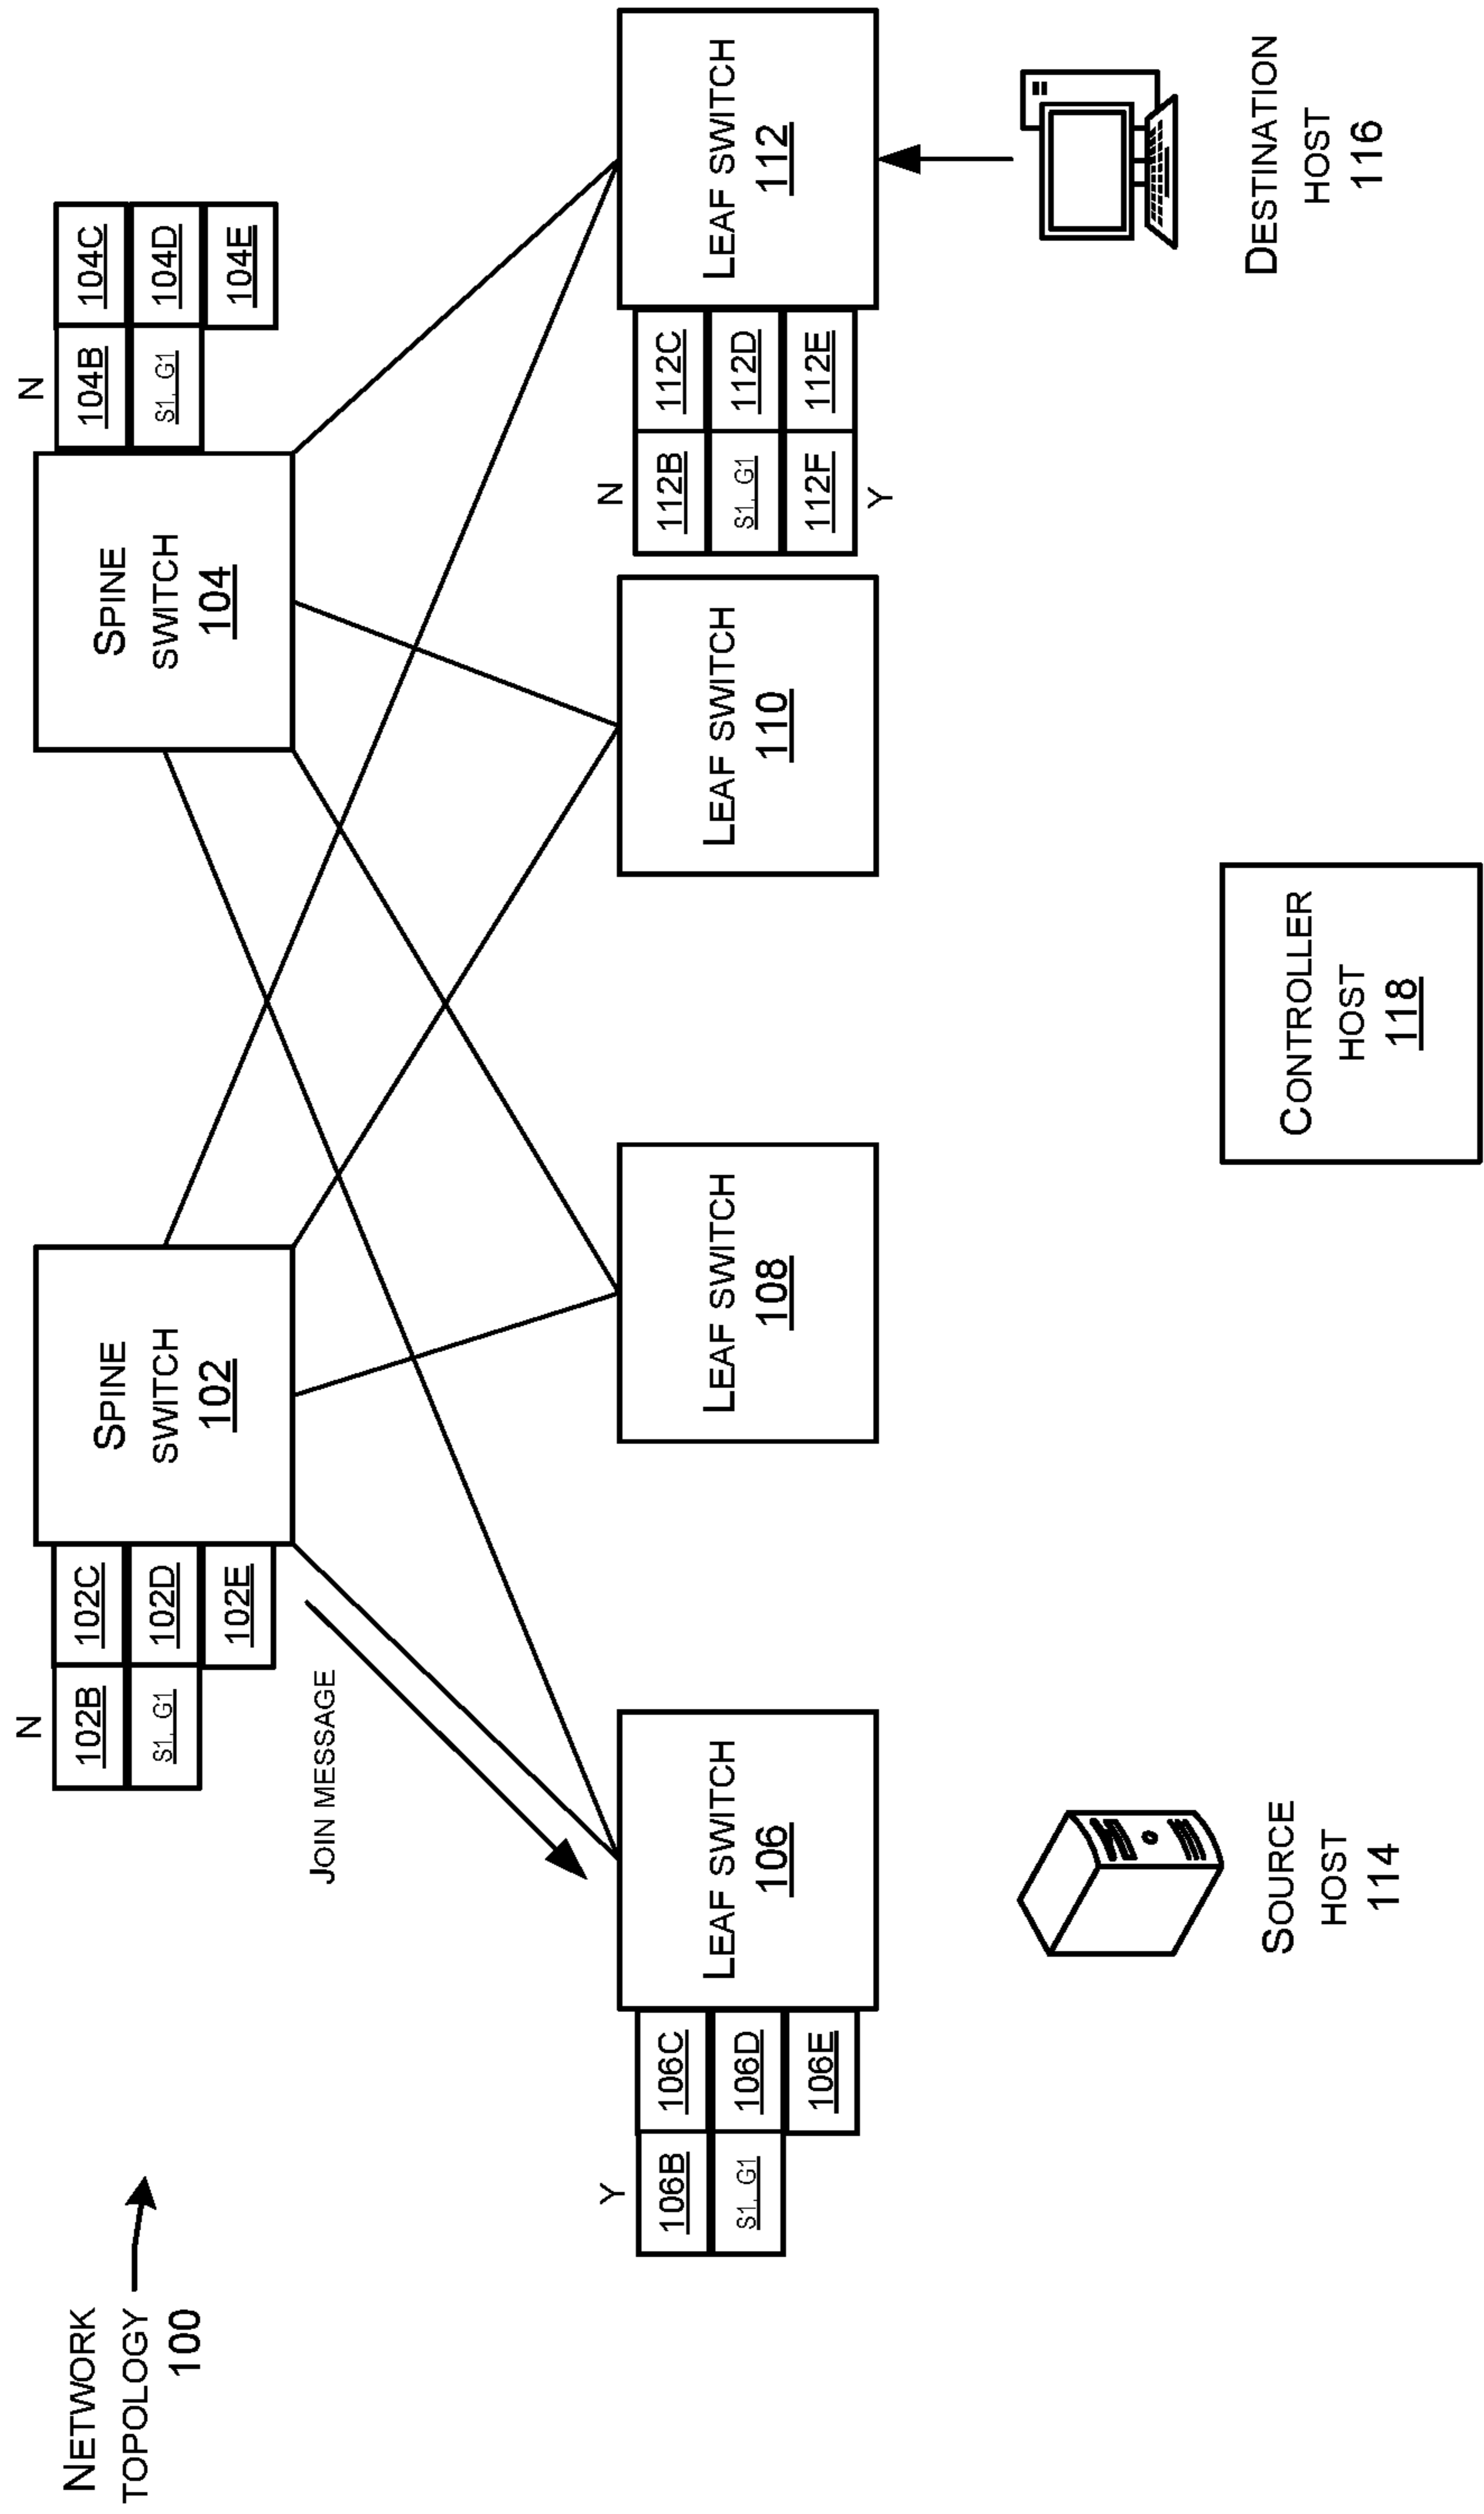 NETWORK
TOPOLOGY
100
N
102B
102C
S1, G1
102D
102E
SPINE
SWITCH
102
SPINE
SWITCH
104
N
104B
104C
S1, G1
104D
104E
JOIN MESSAGE
Y
106B
106C
S1, G1
106D
106E
LEAF SWITCH
106
LEAF SWITCH
108
LEAF SWITCH
110
N
112B
112C
S1, G1
112D
112F
112E
Y
LEAF SWITCH
112
SOURCE
HOST
114
CONTROLLER
HOST
118
DESTINATION
HOST
116